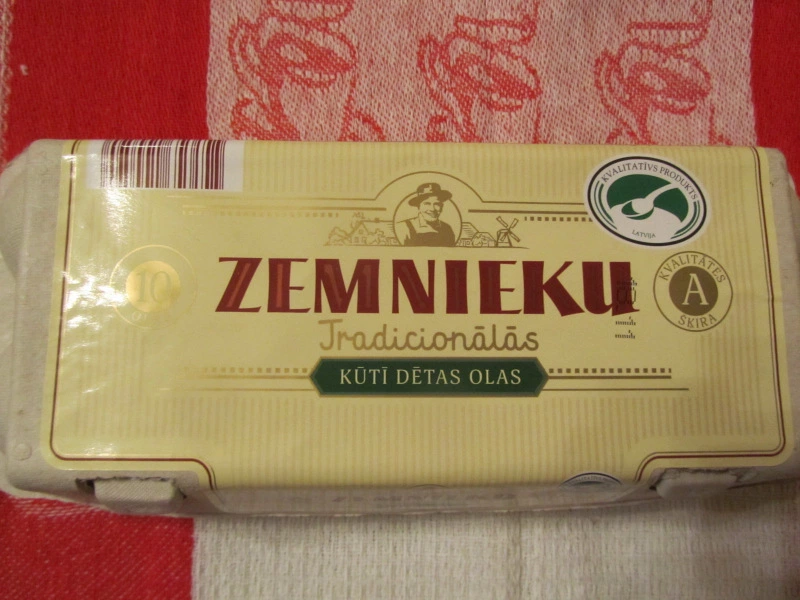 KVALITATĪVS PRODUKTS
LATVIJA
10
ZEMNIEKU
KVALITĀTES
A
ŠĶIRA
Tradicionālās
KŪTĪ DĒTAS OLAS